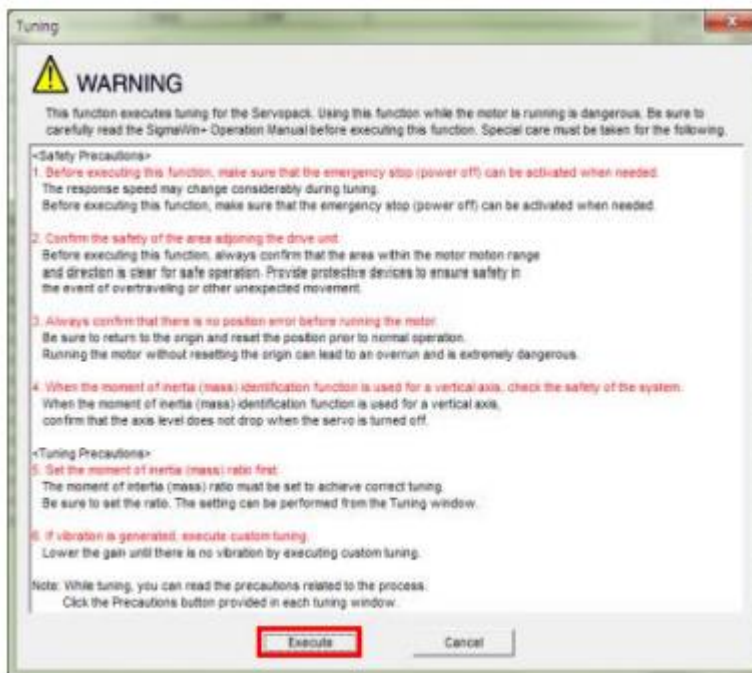 Tuning
WARNING
This function executes tuning for the Servopack. Using this function while the motor is running is dangerous. Be sure to
carefully read the SigmaWin+ Operation Manual before executing this function. Special care must be taken for the following.
<Safety Precautions>
1. Before executing this function, make sure that the emergency stop (power off) can be activated when needed.
The response speed may change considerably during tuning.
Before executing this function, make sure that the emergency stop (power off) can be activated when needed.
2. Confirm the safety of the area adjoining the drive unit.
Before executing this function, always confirm that the area within the motor motion range
and direction is clear for safe operation. Provide protective devices to ensure safety in
the event of overtraveling or other unexpected movement.
3. Always confirm that there is no position error before running the motor.
Be sure to return to the origin and reset the position prior to normal operation.
Running the motor without resetting the origin can lead to an overrun and is extremely dangerous.
4. When the moment of inertia (mass) identification function is used for a vertical axis, check the safety of the system.
When the moment of inertia (mass) identification function is used for a vertical axis,
confirm that the axis level does not drop when the servo is turned off.
<Tuning Precautions>
5. Set the moment of inertia (mass) ratio first.
The moment of intertia (mass) ratio must be set to achieve correct tuning.
Be sure to set the ratio. The setting can be performed from the Tuning window.
6. If vibration is generated, execute custom tuning.
Lower the gain until there is no vibration by executing custom tuning.
Note: While tuning, you can read the precautions related to the process.
Click the Precautions button provided in each tuning window.
Execute Cancel